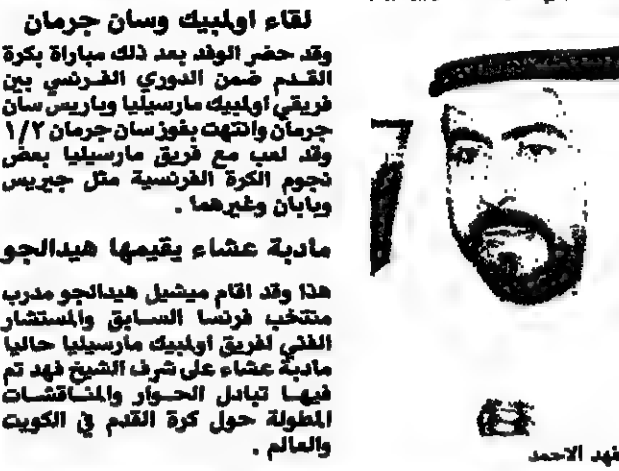 لقاء اولمبيك وسان جرمان
وقد حضر الوفد بعد ذلك مباراة بكرة
القدم ضمن الدوري الفرنسي بين
فريقي اولمبيك مارسيليا وباريس سان
جرمان وانتهت بفوز سان جرمان ١/٢
وقد لعب مع فريق مارسيليا بعض
نجوم الكرة الفرنسية مثل جيريس
وبابان وغيرهما .
مادبة عشاء يقيمها هيدالجو
هذا وقد اقام ميشيل هيدالجو مدرب
منتخب فرنسا السابق والمستشار
الفني لفريق اولمبيك مارسيليا حاليا
مادبة عشاء على شرف الشيخ فهد تم
فيها تبادل الحوار والمناقشات
المطولة حول كرة القدم في الكويت
والعالم .
فهد الاحمد